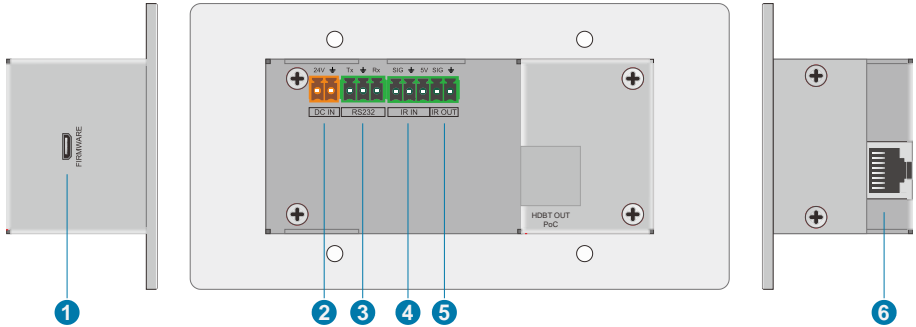 FIRMWARE
24V ⏚ Tx ⏚ Rx SIG ⏚ 5V SIG ⏚
DC IN RS232 IR IN IR OUT
HDBT OUT
PoC
1 2 3 4 5 6